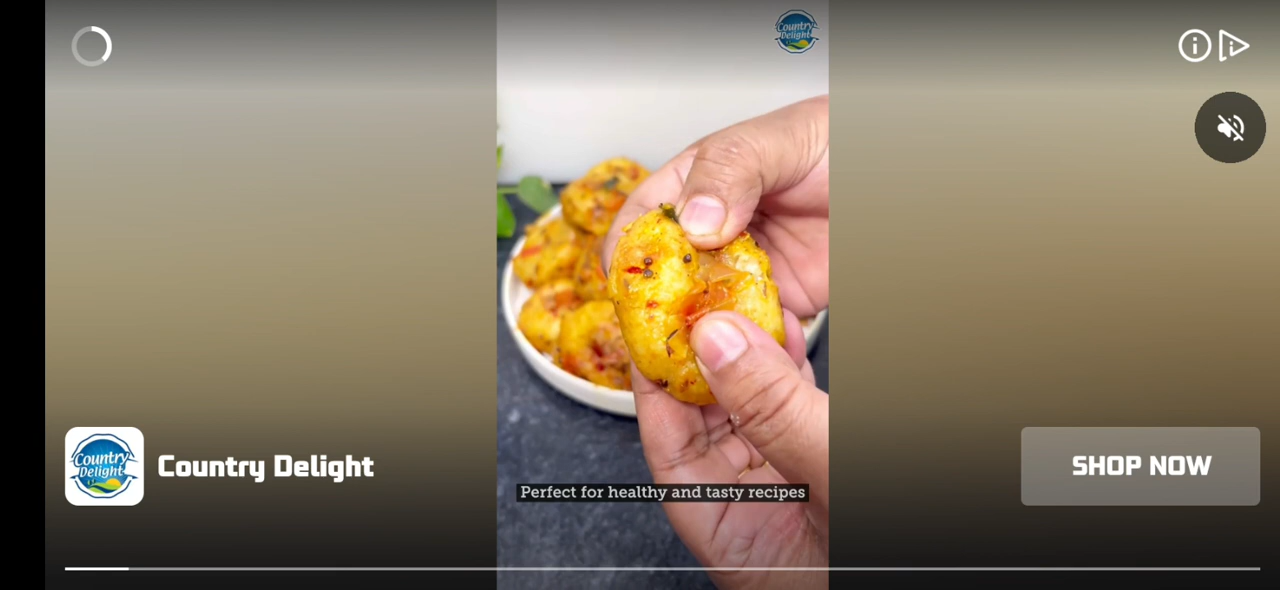 Country
Delight
Country
Delight
Country Delight
SHOP NOW
Perfect for healthy and tasty recipes